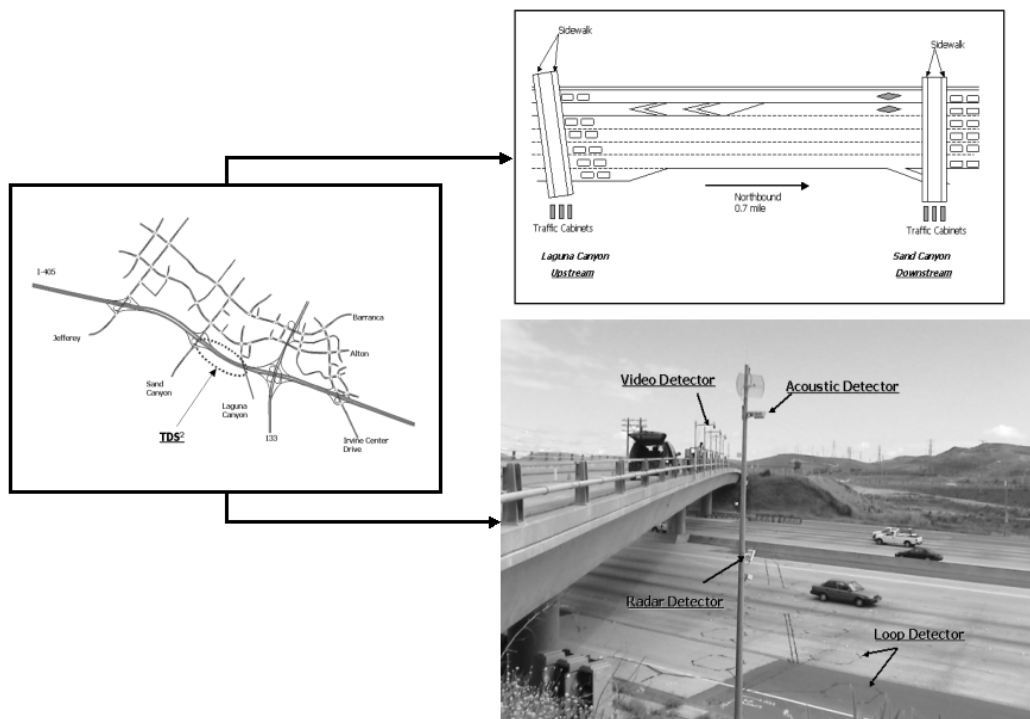 Sidewalk
Sidewalk
Northbound
0.7 mile
Traffic Cabinets
Traffic Cabinets
Laguna Canyon
Upstream
Sand Canyon
Downstream
I-405
Jefferey
Sand
Canyon
TDS²
Laguna
Canyon
133
Barranca
Alton
Irvine Center
Drive
Video Detector
Acoustic Detector
Radar Detector
Loop Detector